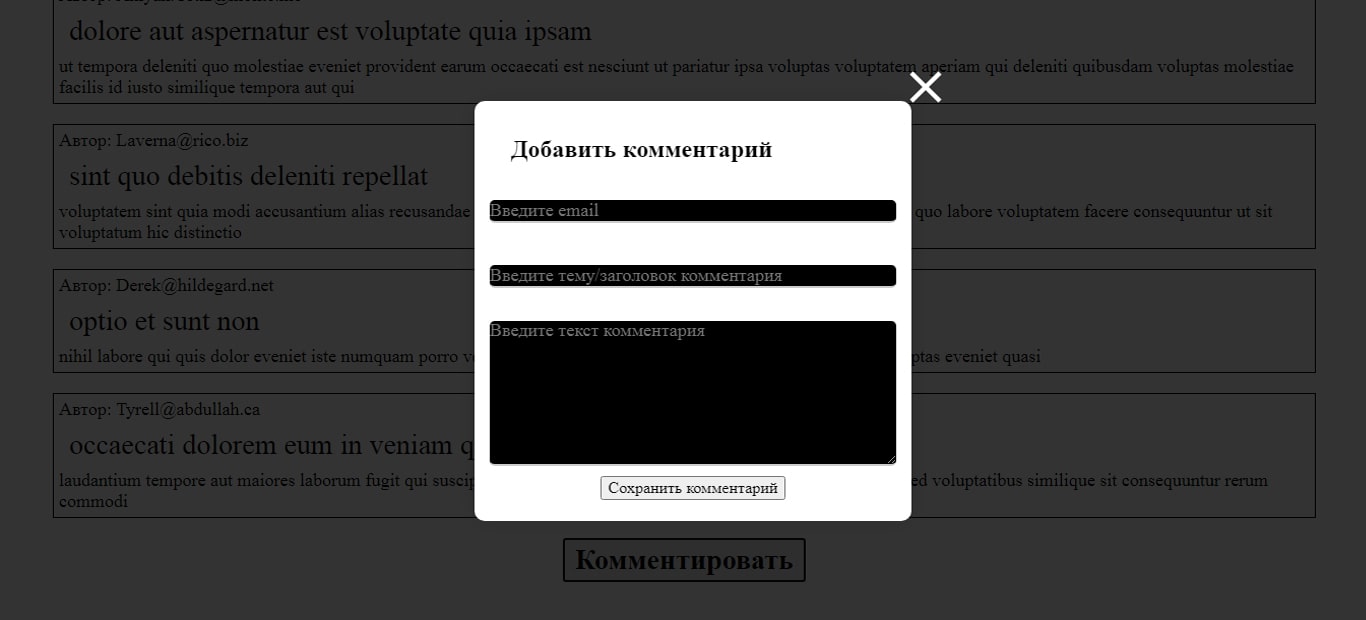 dolore aut aspernatur est voluptate quia ipsam
ut tempora deleniti quo molestiae eveniet provident earum occaecati est nesciunt ut pariatur ipsa voluptas voluptatem aperiam qui deleniti quibusdam voluptas molestiae
facilis id iusto similique tempora aut qui
Автор: Laverna@rico.biz
sint quo debitis deleniti repellat
voluptatem sint quia modi accusantium alias recusandae
quo labore voluptatem facere consequuntur ut sit
voluptatum hic distinctio
Автор: Derek@hildegard.net
optio et sunt non
nihil labore qui quis dolor eveniet iste numquam porro
ptas eveniet quasi
Автор: Tyrell@abdullah.ca
occaecati dolorem eum in veniam
laudantium tempore aut maiores laborum fugit qui suscip
ed voluptatibus similique sit consequuntur rerum
commodi
Добавить комментарий
Введите email
Введите тему/заголовок комментария
Введите текст комментария
Сохранить комментарий
Комментировать